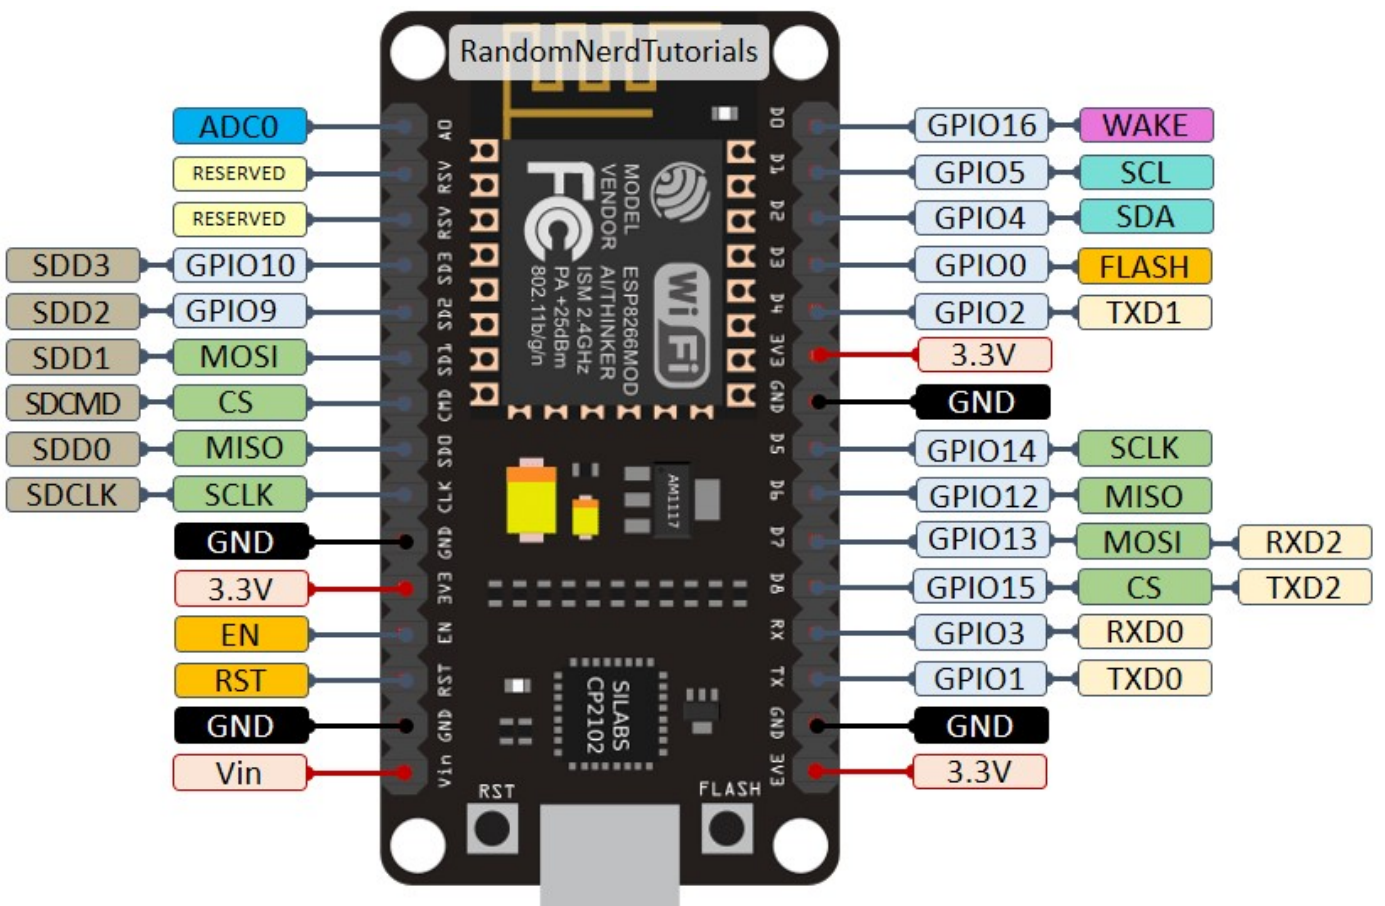 RandomNerdTutorials
ADC0 A0 D0 GPIO16 WAKE
RESERVED RSV D1 GPIO5 SCL
RESERVED RSV D2 GPIO4 SDA
SDD3 GPIO10 SD3 D3 GPIO0 FLASH
SDD2 GPIO9 SD2 D4 GPIO2 TXD1
SDD1 MOSI SD1 3V3 3.3V
SDCMD CS CMD GND GND
SDD0 MISO SD0 D5 GPIO14 SCLK
SDCLK SCLK CLK D6 GPIO12 MISO
GND GND D7 GPIO13 MOSI RXD2
3.3V 3V3 D8 GPIO15 CS TXD2
EN EN RX GPIO3 RXD0
RST RST TX GPIO1 TXD0
GND GND GND GND
Vin Vin 3V3 3.3V
MODEL ESP8266MOD
VENDOR AI/THINKER
ISM 2.4GHz
PA +25dBm
802.11b/g/n
FC
WiFi
AM1117
SILABS
CP2102
RST
FLASH